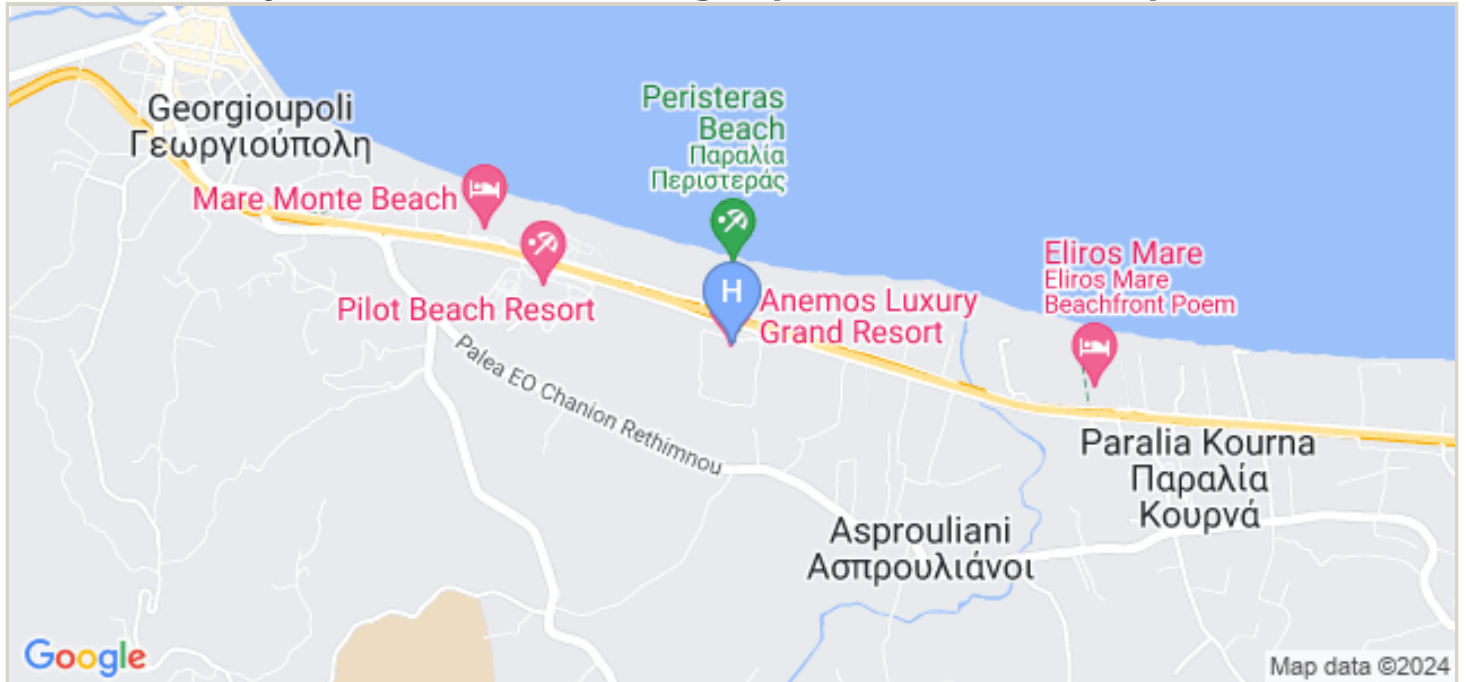 Georgioupoli
Γεωργιούπολη
Peristeras
Beach
Παραλία
Περιστεράς
Mare Monte Beach
Pilot Beach Resort
H
Anemos Luxury
Grand Resort
Eliros Mare
Eliros Mare
Beachfront Poem
Palea EO Chanion Rethimnou
Paralia Kourna
Παραλία
Κουρνά
Asprouliani
Ασπρουλιάνοι
Google
Map data ©2024